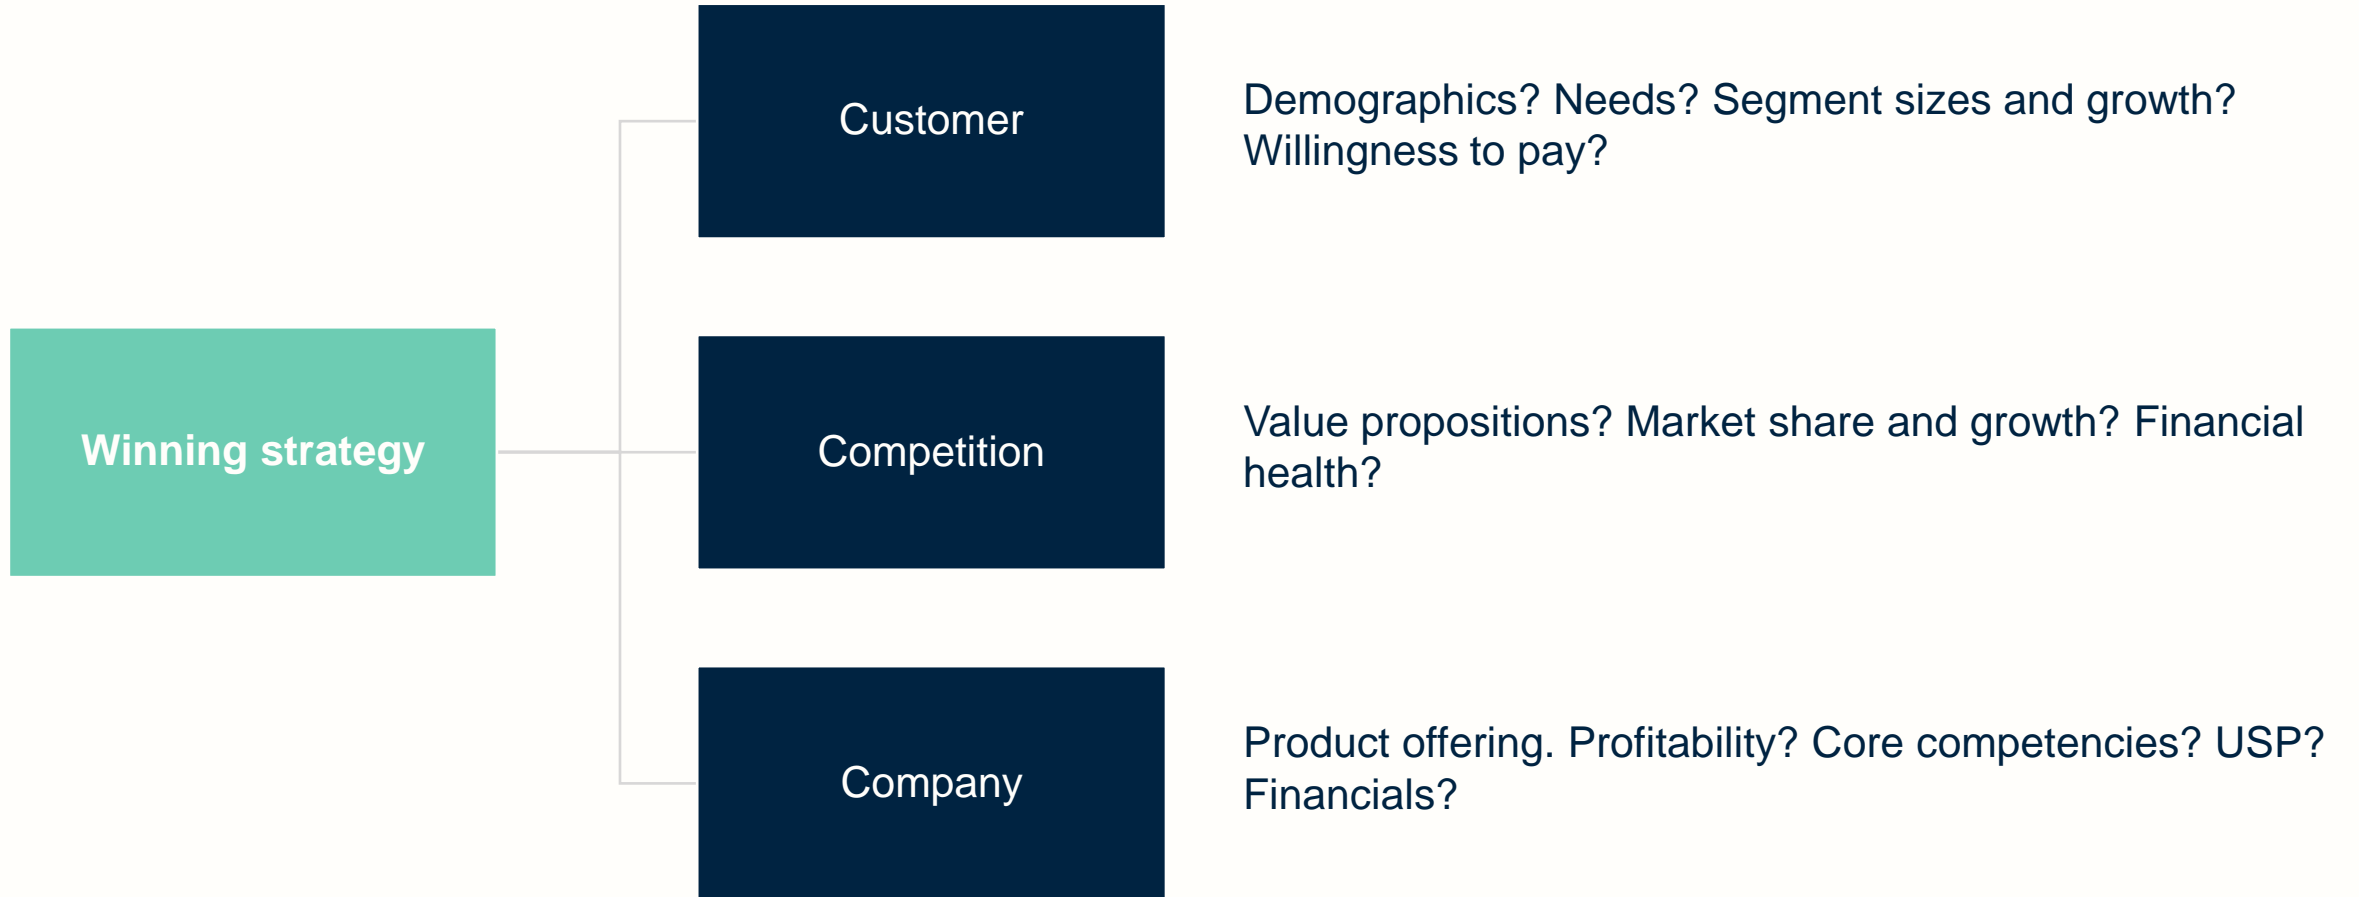 Customer
Demographics? Needs? Segment sizes and growth?
Willingness to pay?
Winning strategy
Competition
Value propositions? Market share and growth? Financial
health?
Company
Product offering. Profitability? Core competencies? USP?
Financials?